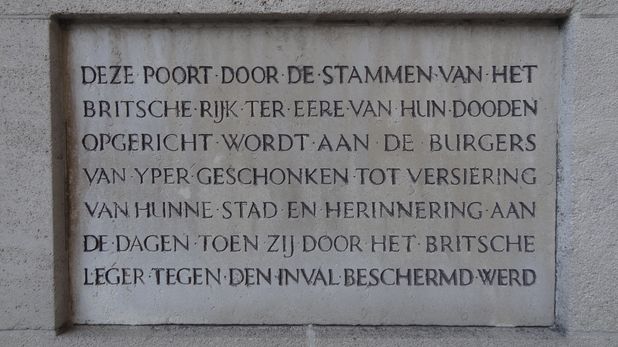 DEZE·POORT·DOOR·DE·STAMMEN·VAN·HET
BRITSCHE·RIJK·TER·EERE·VAN·HUN·DOODEN
OPGERICHT·WORDT·AAN·DE·BURGERS
VAN·YPER·GESCHONKEN·TOT·VERSIERING
VAN·HUNNE·STAD·EN·HERINNERING·AAN
DE·DAGEN·TOEN·ZIJ·DOOR·HET·BRITSCHE
LEGER·TEGEN·DEN·INVAL·BESCHERMD·WERD